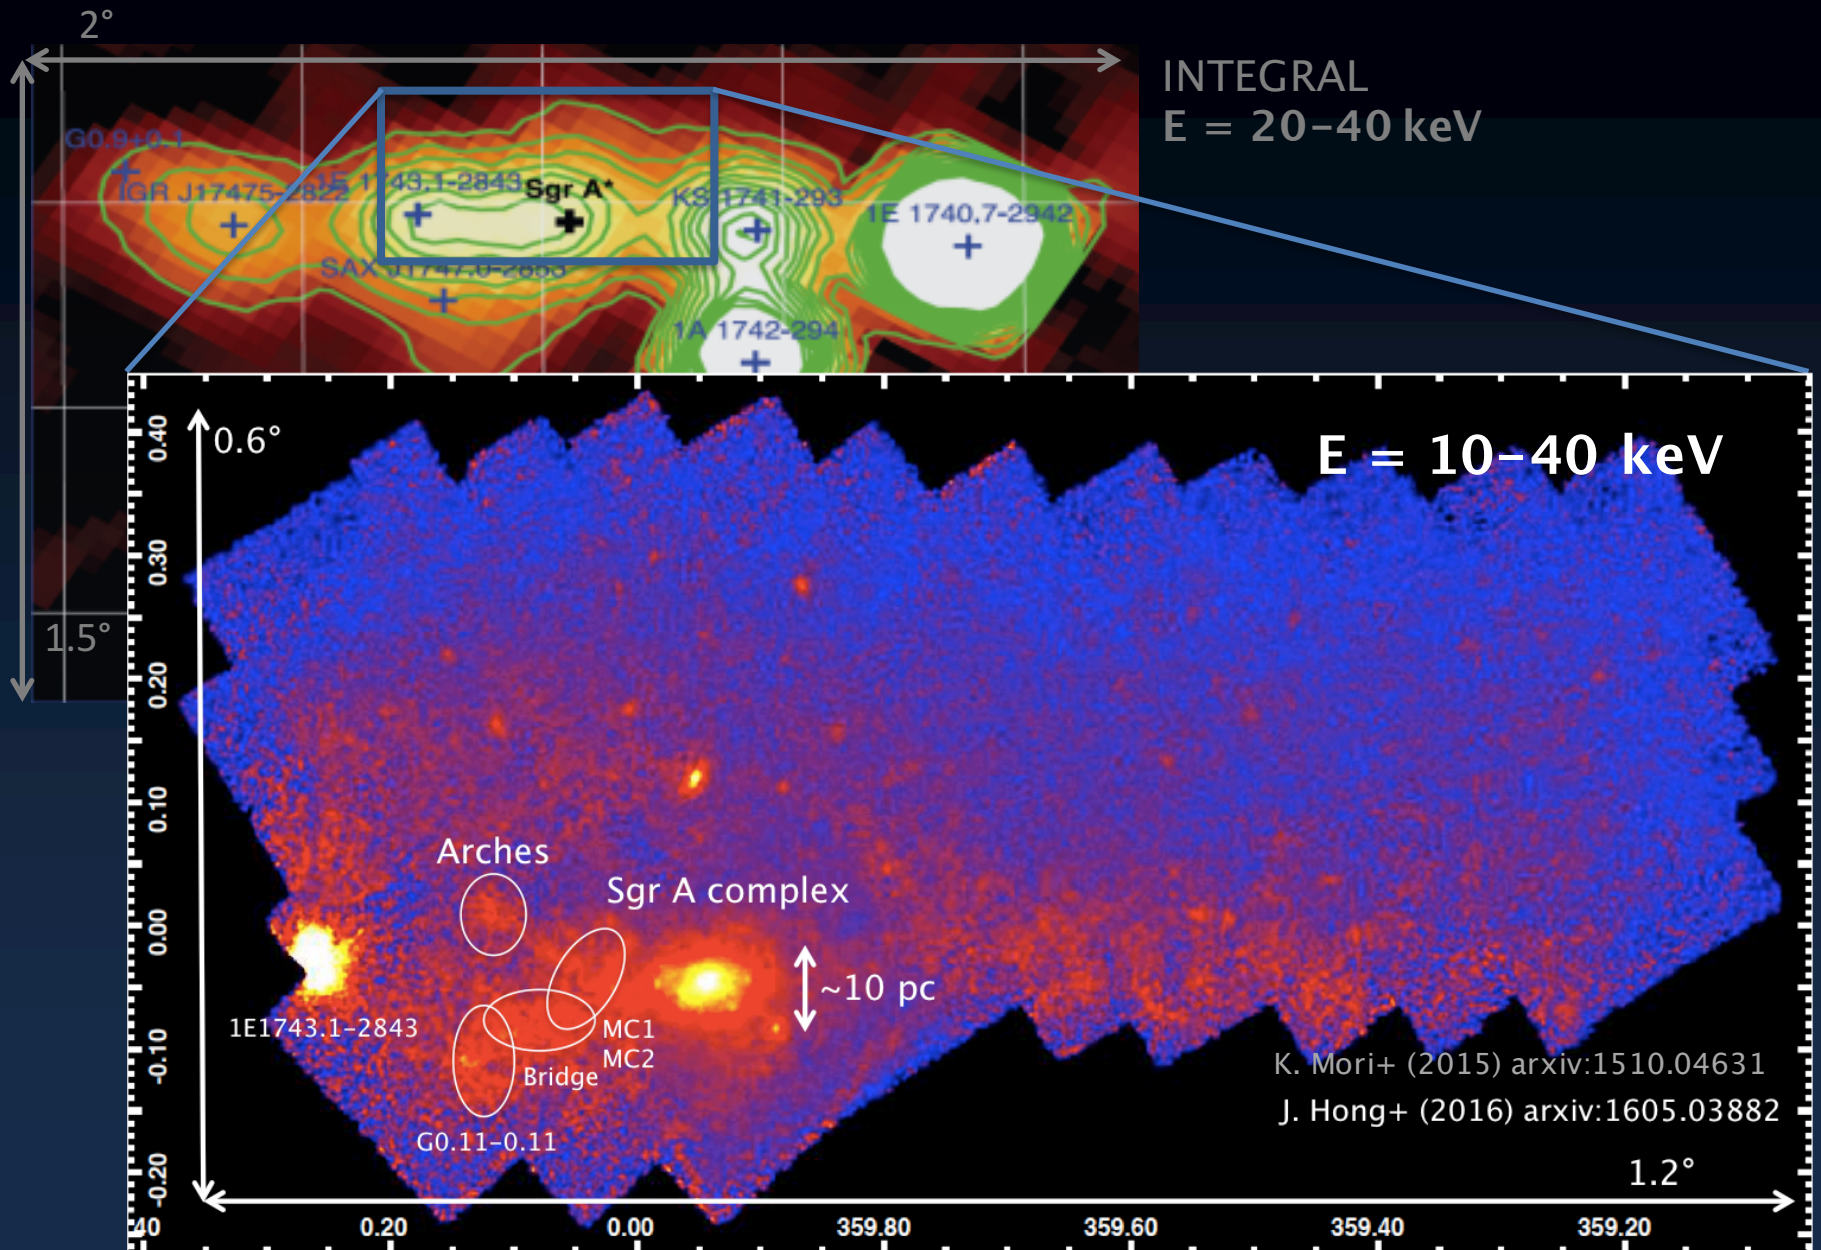 2°
INTEGRAL
E = 20–40 keV
G0.9+0.1
IGR J17475-2822
1E 1743.1-2843
Sgr A*
KS 1741-293
1E 1740.7-2942
SAX J1747.0-2853
1A 1742-294
1.5°
0.6°
E = 10–40 keV
0.40
0.30
0.20
0.10
0.00
-0.10
-0.20
Arches
Sgr A complex
~10 pc
1E1743.1–2843
MC1
MC2
Bridge
G0.11–0.11
K. Mori+ (2015) arxiv:1510.04631
J. Hong+ (2016) arxiv:1605.03882
1.2°
40 0.20 0.00 359.80 359.60 359.40 359.20